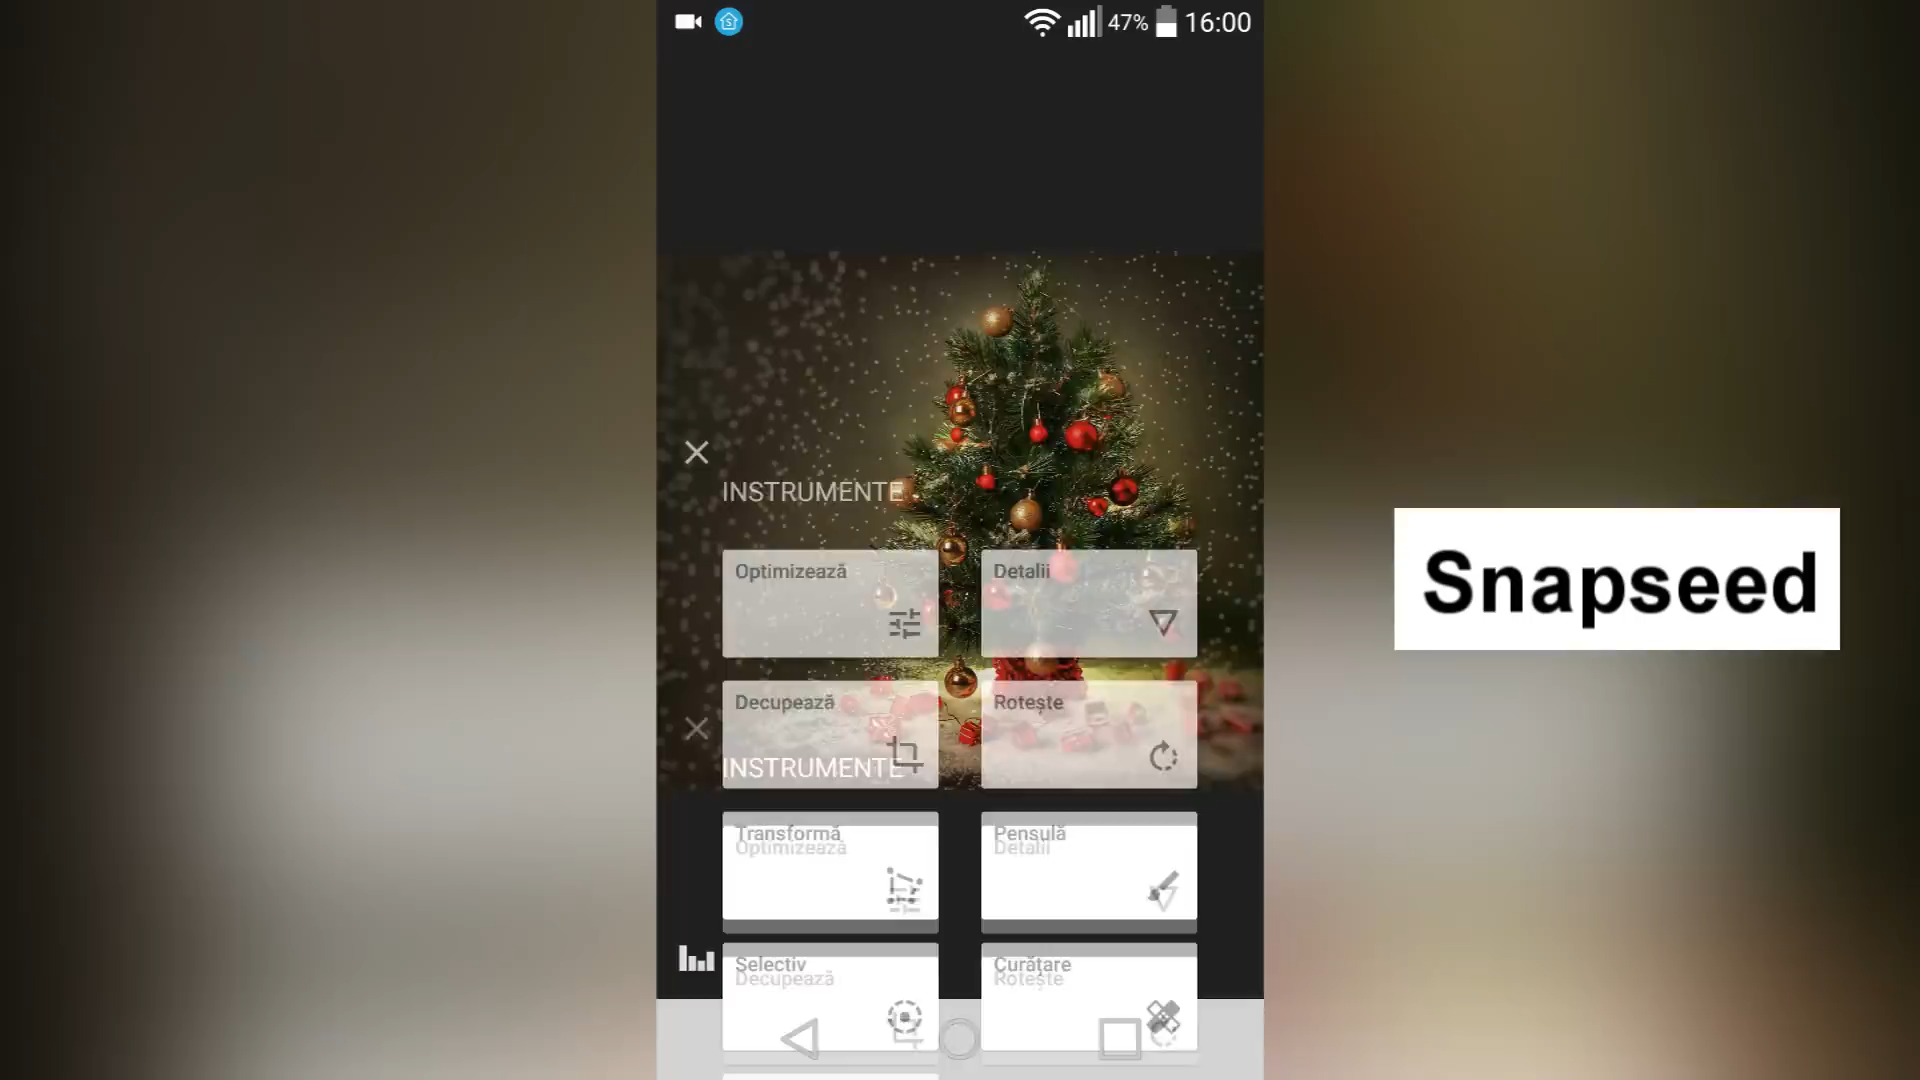 47% 16:00
INSTRUMENTE
Optimizează
Detalii
Decupează
Rotește
INSTRUMENTE
Transformă
Pensulă
Optimizează
Detalii
Selectiv
Curățare
Decupează
Rotește
Snapseed